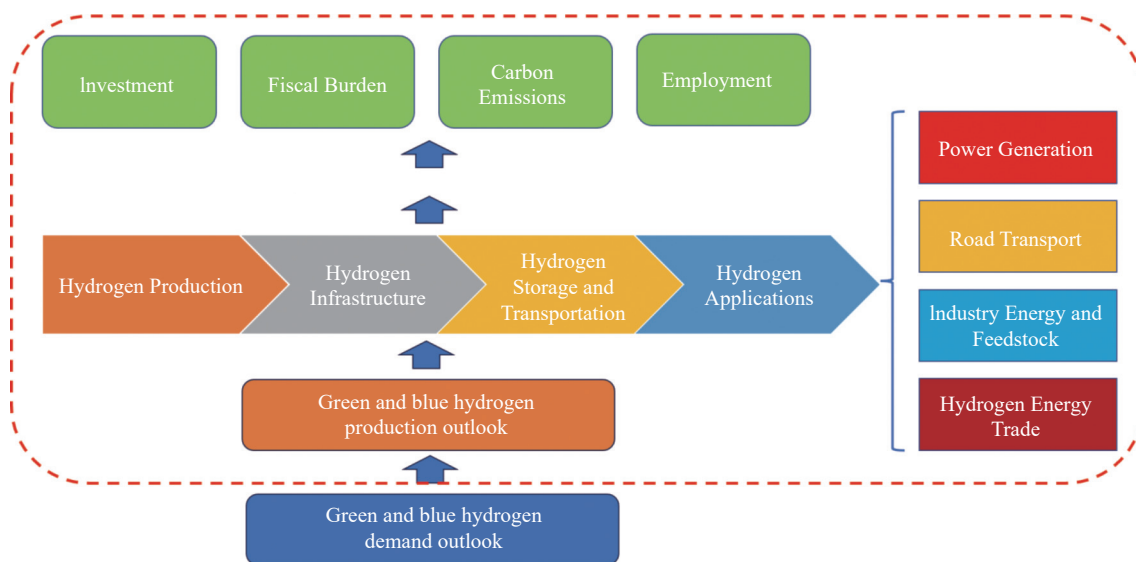 Investment
Fiscal Burden
Carbon
Emissions
Employment
Power Generation
Road Transport
Industry Energy and
Feedstock
Hydrogen Energy
Trade
Hydrogen Production
Hydrogen
Infrastructure
Hydrogen
Storage and
Transportation
Hydrogen
Applications
Green and blue hydrogen
production outlook
Green and blue hydrogen
demand outlook